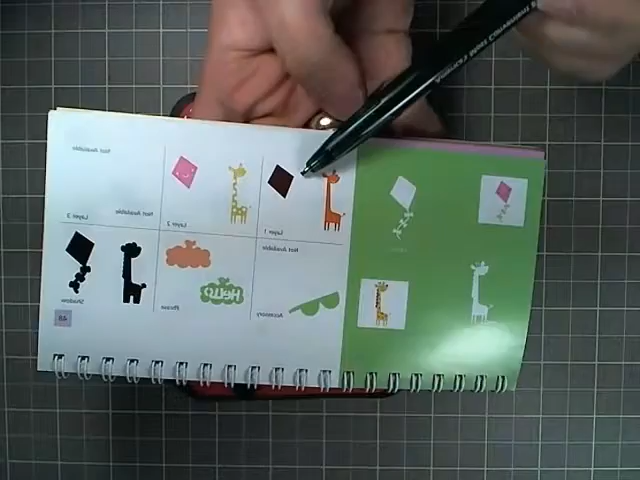 Layer 1
Layer 2
Layer 3
Not Available
Not Available
Not Available
Accessory
Phrase
Shadow
HELLO
48